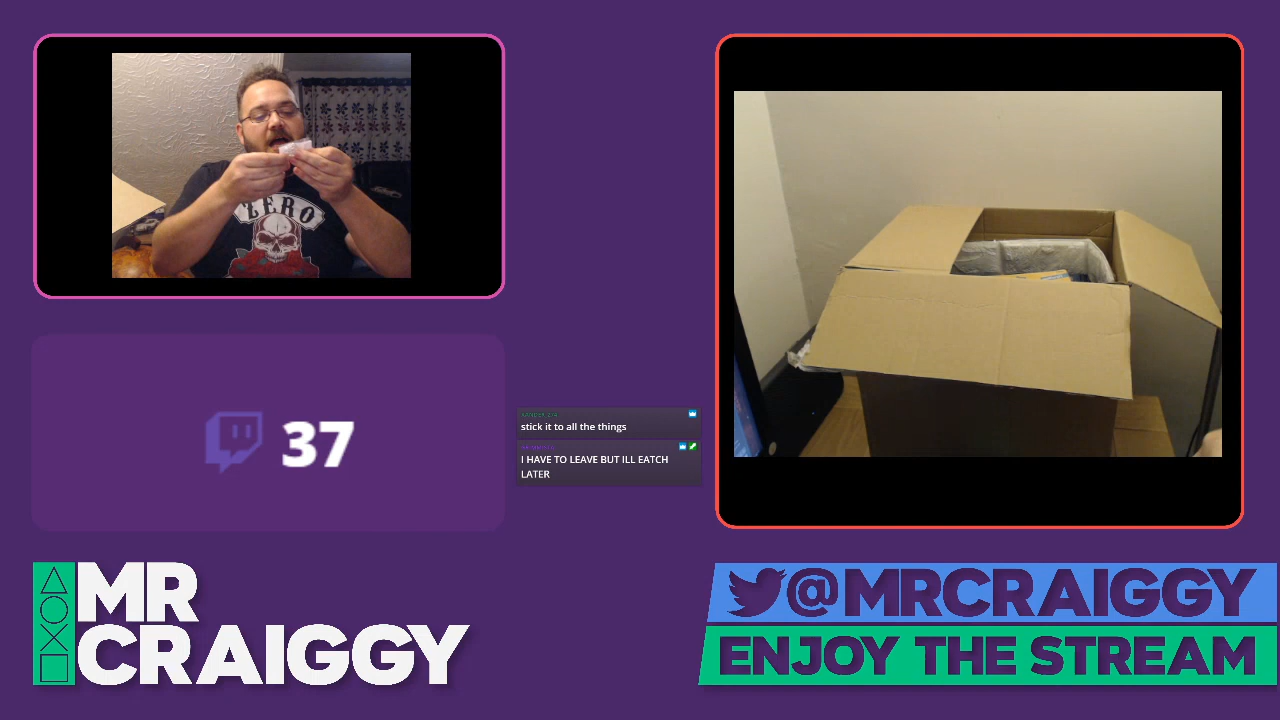 ZERO
37
stick it to all the things
I HAVE TO LEAVE BUT ILL EATCH
LATER
MR
CRAIGGY
@MRCRAIGGY
ENJOY THE STREAM